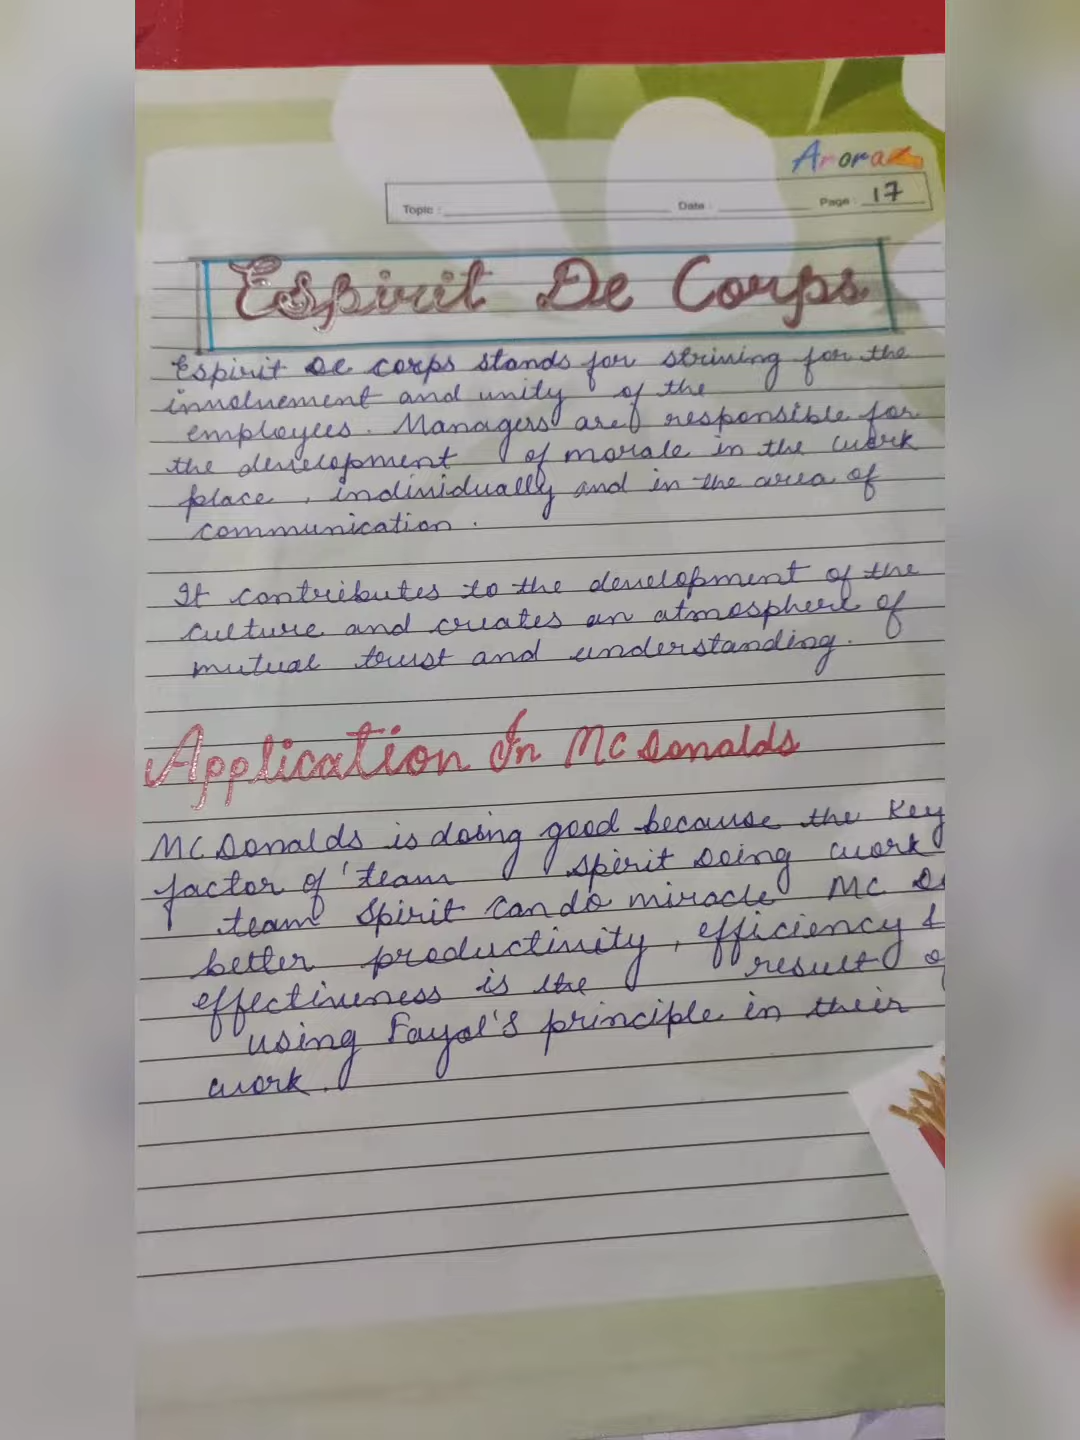 Arora
Topic : Date : Page : 17
Espirit De Corps
Espirit De corps stands for striving for the
involvement and unity of the
employees. Managers are responsible for
the development of morale in the work
place, individually and in the area of
communication.
It contributes to the development of the
culture and creates an atmosphere of
mutual trust and understanding.
Application In Mc Donalds
MC Donalds is doing good because the key
factor of 'team spirit doing work
team spirit can do miracle MC
better productivity, efficiency &
effectiveness is the result
using Fayol's principle in their
work.